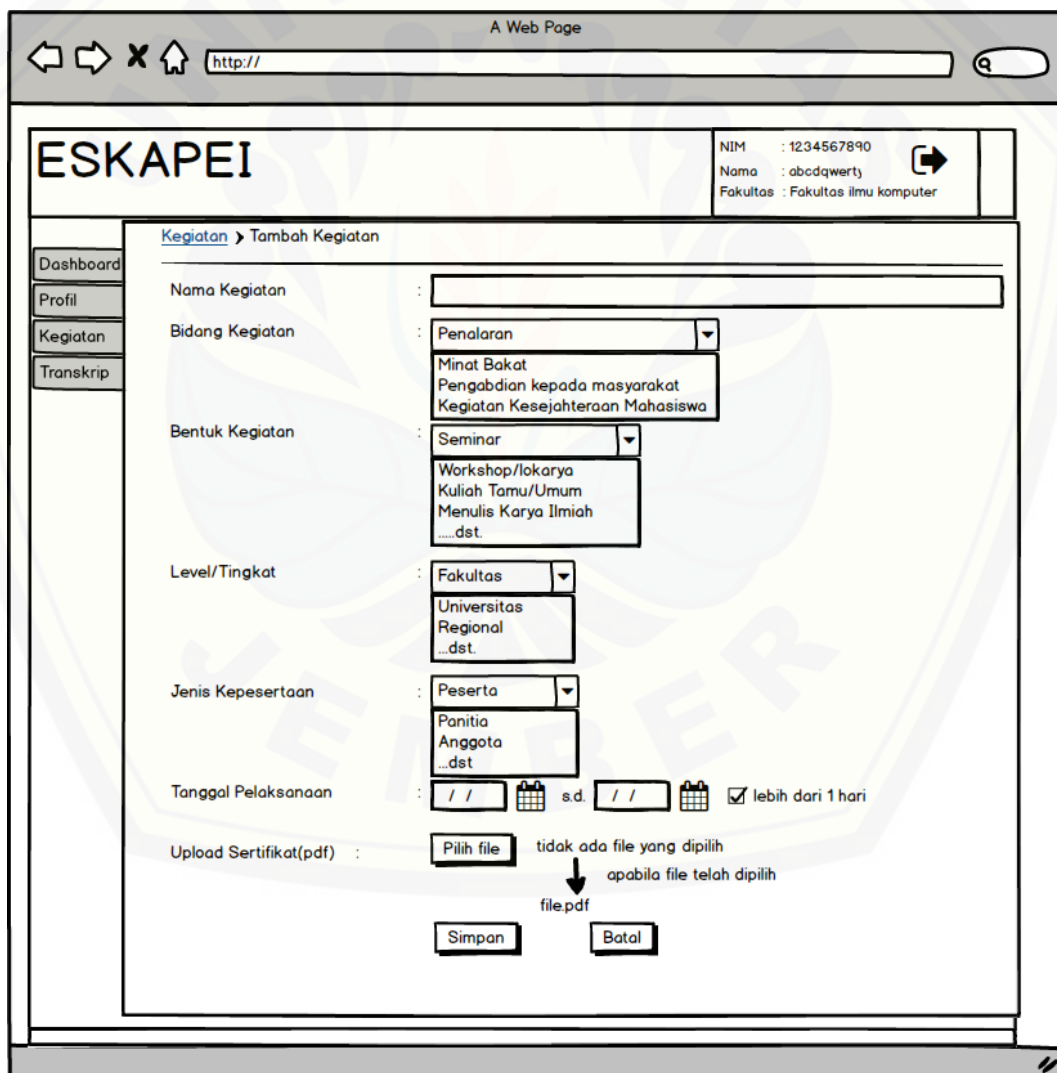 A Web Page
http://
ESKAPEI
NIM : 1234567890
Nama : abcdqwerty
Fakultas : Fakultas ilmu komputer
Dashboard
Profil
Kegiatan
Transkrip
Kegiatan > Tambah Kegiatan
Nama Kegiatan :
Bidang Kegiatan : Penalaran
Minat Bakat
Pengabdian kepada masyarakat
Kegiatan Kesejahteraan Mahasiswa
Bentuk Kegiatan : Seminar
Workshop/lokarya
Kuliah Tamu/Umum
Menulis Karya Ilmiah
.....dst.
Level/Tingkat : Fakultas
Universitas
Regional
...dst.
Jenis Kepesertaan : Peserta
Panitia
Anggota
...dst
Tanggal Pelaksanaan : / / s.d. / / lebih dari 1 hari
Upload Sertifikat(pdf) : Pilih file tidak ada file yang dipilih
apabila file telah dipilih
file.pdf
Simpan Batal
JEMBER